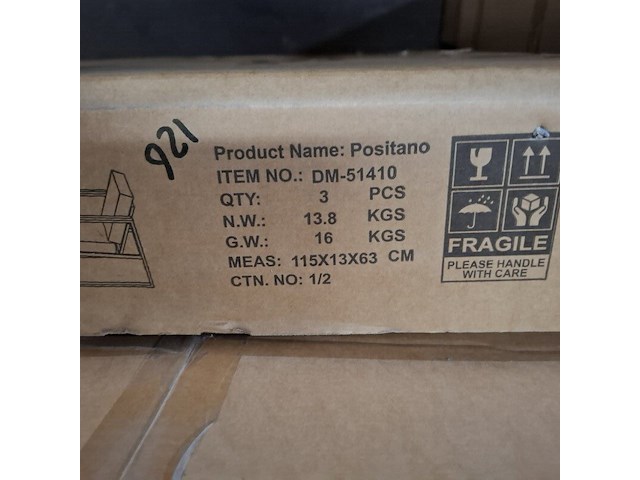 921
Product Name: Positano
ITEM NO.: DM-51410
QTY: 3 PCS
N.W.: 13.8 KGS
G.W.: 16 KGS
MEAS: 115X13X63 CM
CTN. NO: 1/2
FRAGILE
PLEASE HANDLE
WITH CARE